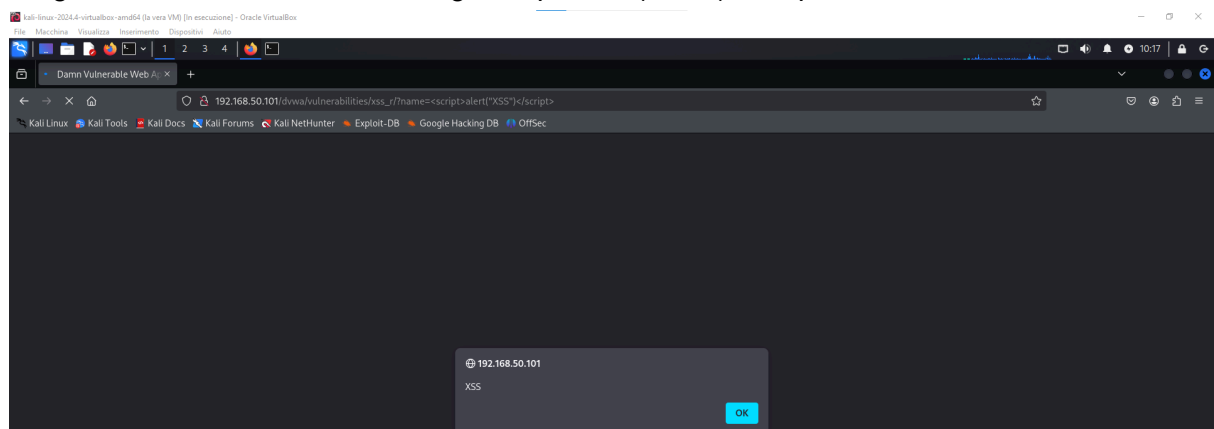 kali-linux-2024.4-virtualbox-amd64 (la vera VM) [In esecuzione] - Oracle VirtualBox
File Macchina Visualizza Inserimento Dispositivi Aiuto
1 2 3 4 10:17
Damn Vulnerable Web Ap
192.168.50.101/dvwa/vulnerabilities/xss_r/?name=<script>alert("XSS")</script>
Kali Linux Kali Tools Kali Docs Kali Forums Kali NetHunter Exploit-DB Google Hacking DB OffSec
192.168.50.101
XSS
OK